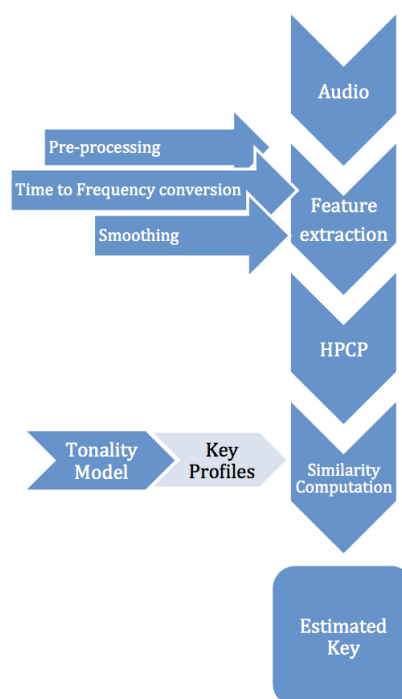 Audio
Pre-processing
Time to Frequency conversion
Smoothing
Feature
extraction
HPCP
Tonality
Model
Key
Profiles
Similarity
Computation
Estimated
Key